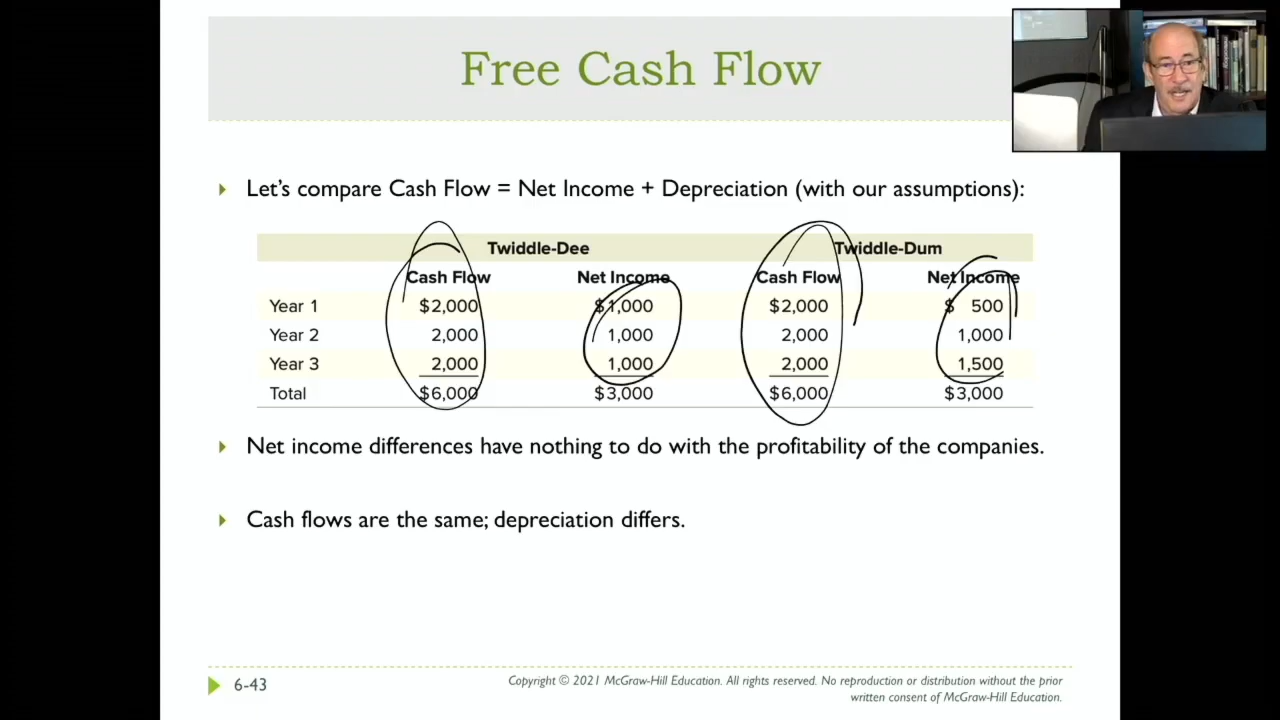 Free Cash Flow
Let's compare Cash Flow = Net Income + Depreciation (with our assumptions):
Twiddle-Dee Twiddle-Dum
Cash Flow Net Income Cash Flow Net Income
Year 1 $2,000 $1,000 $2,000 $ 500
Year 2 2,000 1,000 2,000 1,000
Year 3 2,000 1,000 2,000 1,500
Total $6,000 $3,000 $6,000 $3,000
Net income differences have nothing to do with the profitability of the companies.
Cash flows are the same; depreciation differs.
6-43
Copyright © 2021 McGraw-Hill Education. All rights reserved. No reproduction or distribution without the prior
written consent of McGraw-Hill Education.